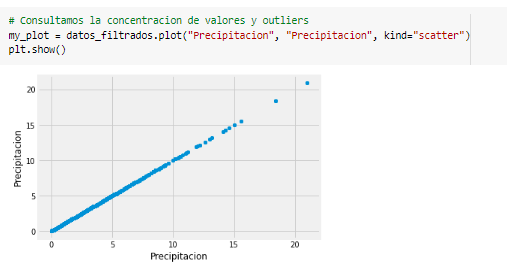 # Consultamos la concentracion de valores y outliers
my_plot = datos_filtrados.plot("Precipitacion", "Precipitacion", kind="scatter")
plt.show()
20
15
10
5
0
Precipitacion
0 5 10 15 20
Precipitacion